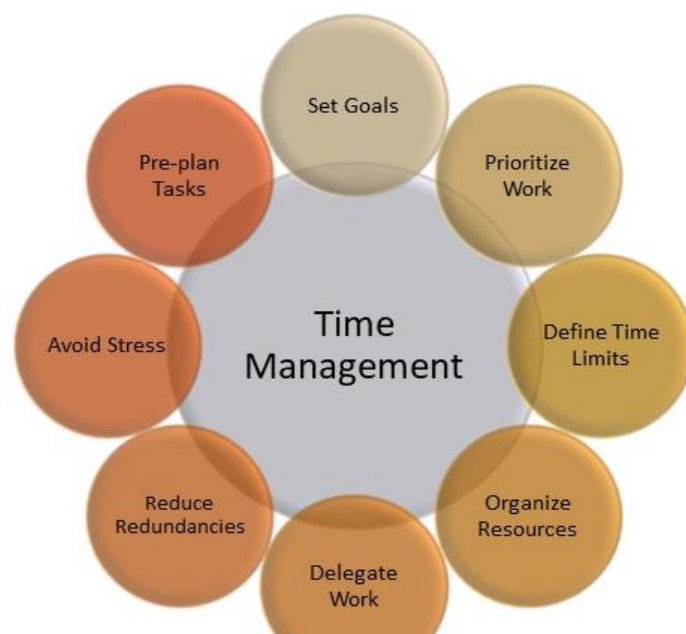 Set Goals
Prioritize
Work
Define Time
Limits
Organize
Resources
Delegate
Work
Reduce
Redundancies
Avoid Stress
Pre-plan
Tasks
Time
Management